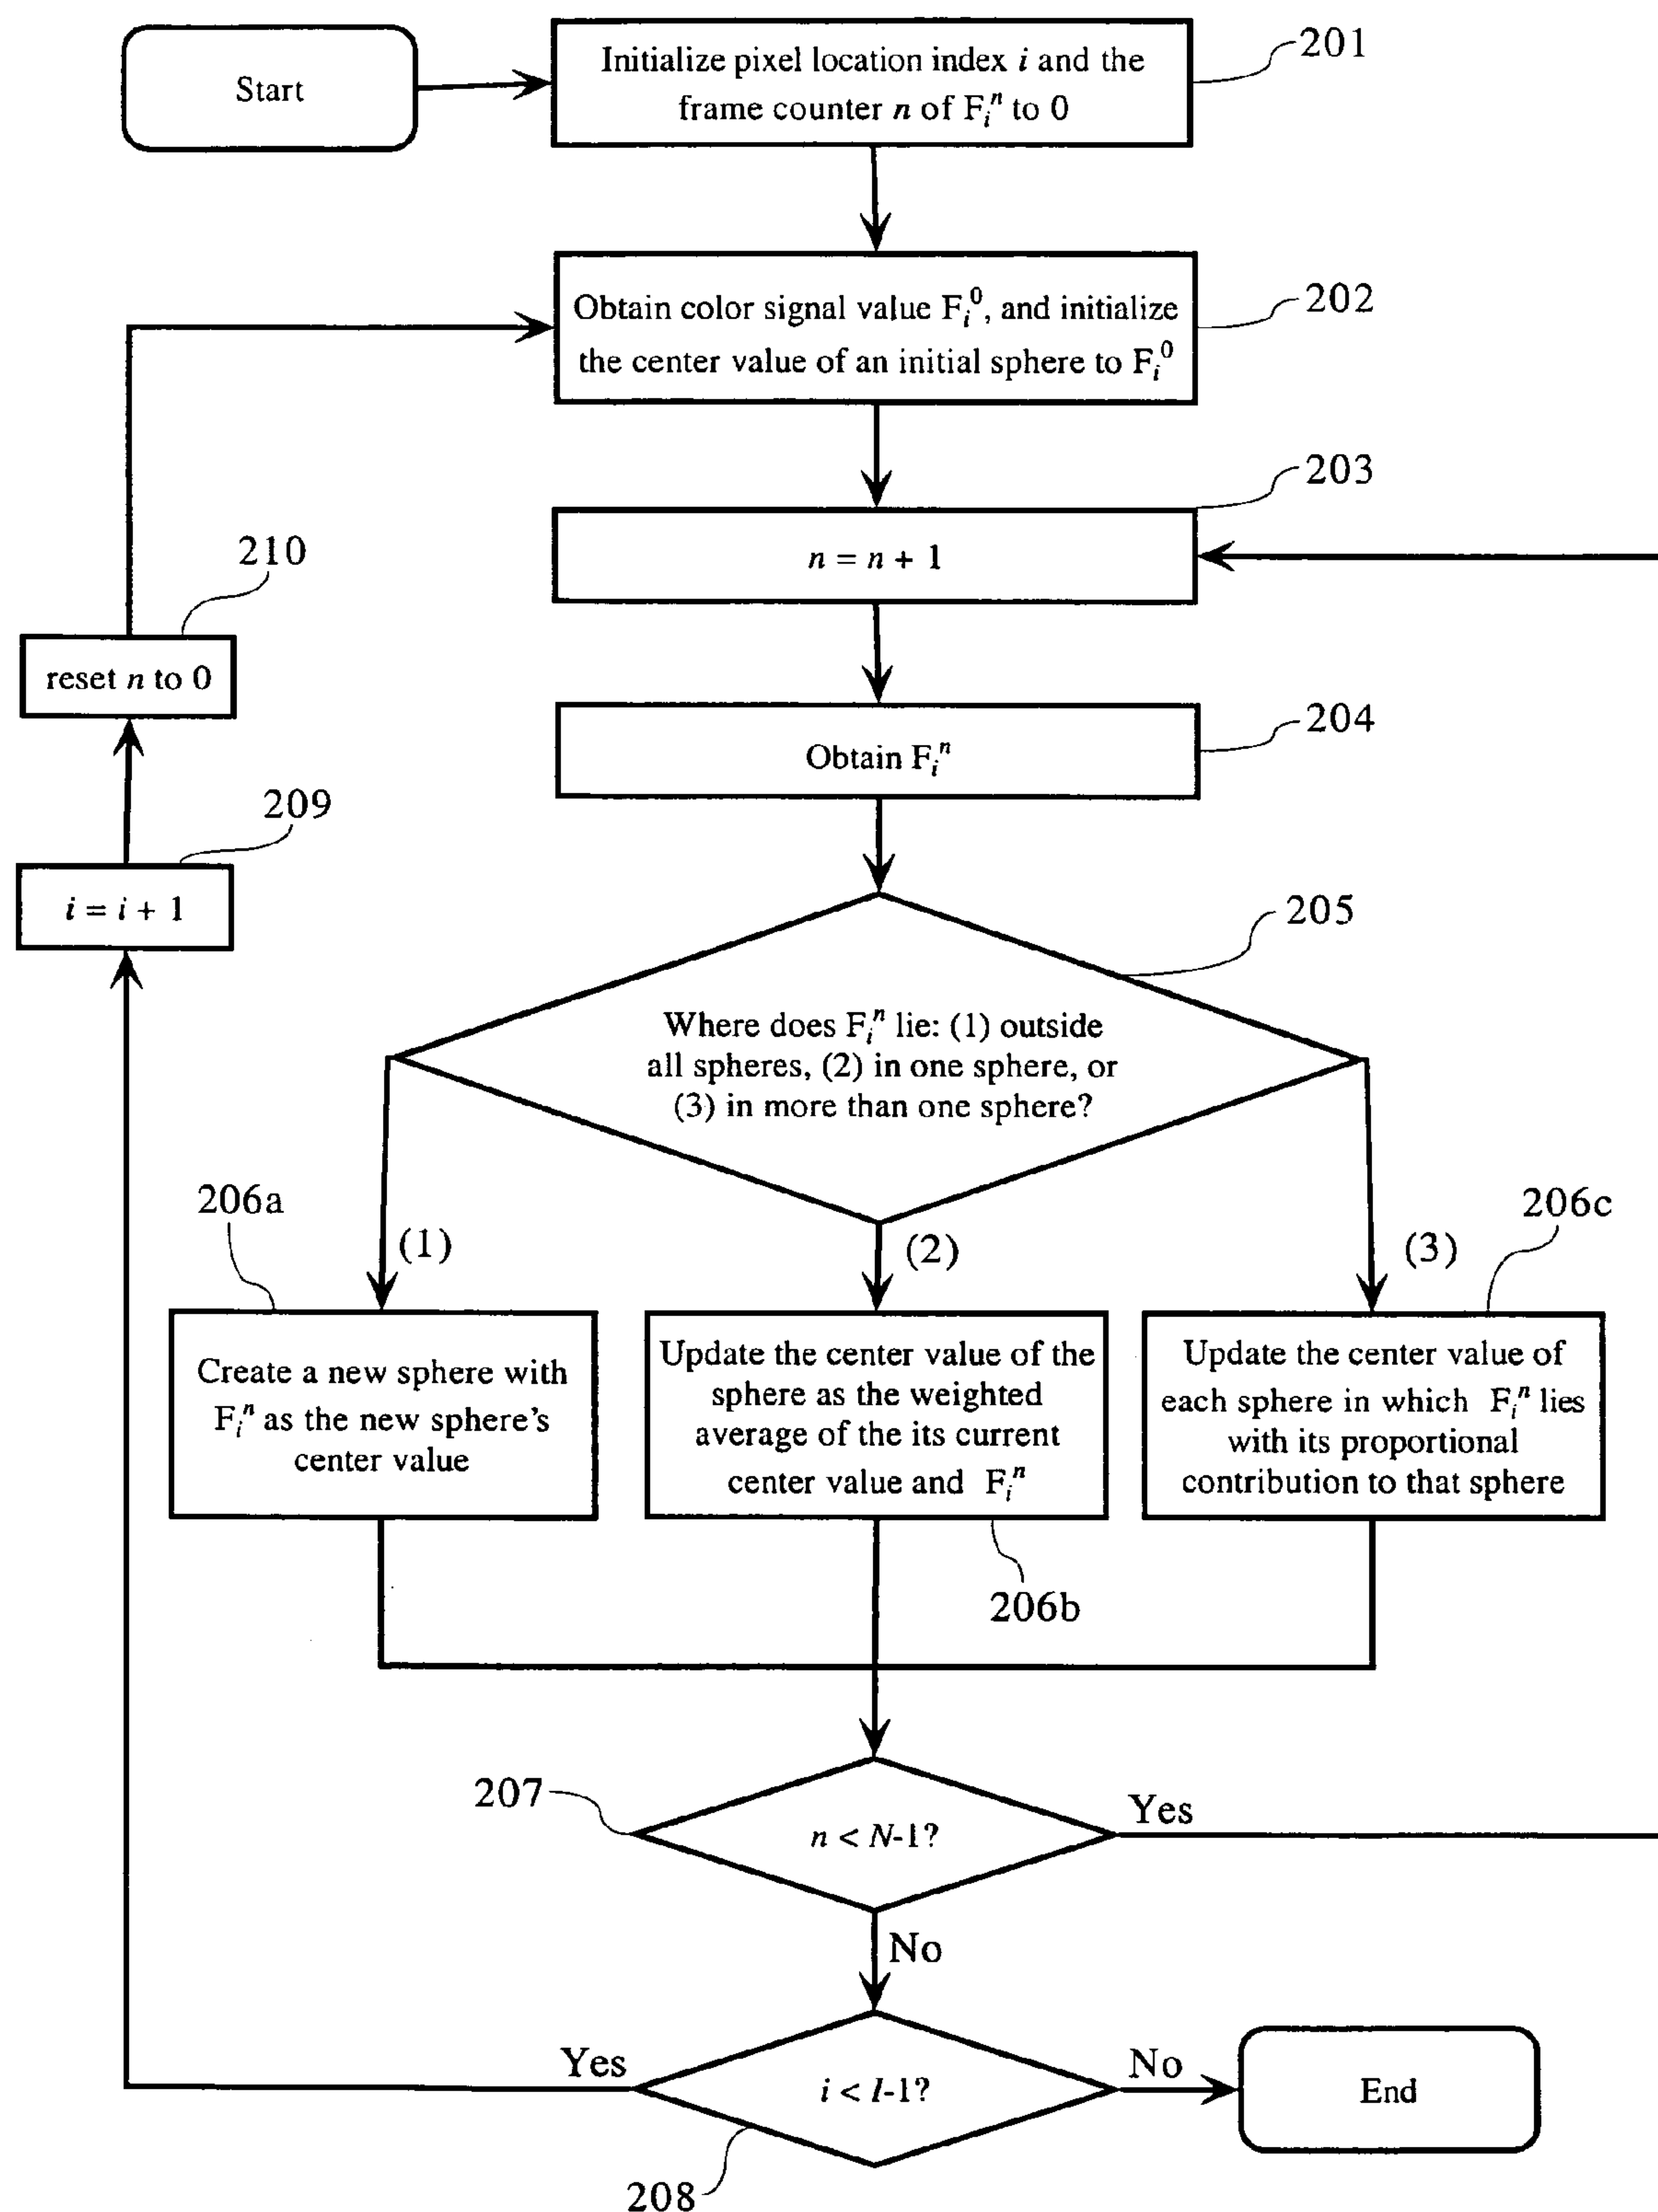 Start
Initialize pixel location index i and the
frame counter n of F_i^n to 0
201
Obtain color signal value F_i^0, and initialize
the center value of an initial sphere to F_i^0
202
203
n = n + 1
210
reset n to 0
204
Obtain F_i^n
209
i = i + 1
205
Where does F_i^n lie: (1) outside
all spheres, (2) in one sphere, or
(3) in more than one sphere?
206a
(1)
(2)
(3)
206c
Create a new sphere with
F_i^n as the new sphere's
center value
Update the center value of the
sphere as the weighted
average of the its current
center value and F_i^n
Update the center value of
each sphere in which F_i^n lies
with its proportional
contribution to that sphere
206b
207
n < N-1?
Yes
No
Yes
i < I-1?
No
End
208